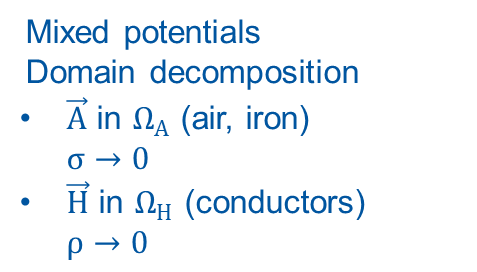 Mixed potentials
Domain decomposition
• A⃗ in Ω_A (air, iron)
σ → 0
• H⃗ in Ω_H (conductors)
ρ → 0